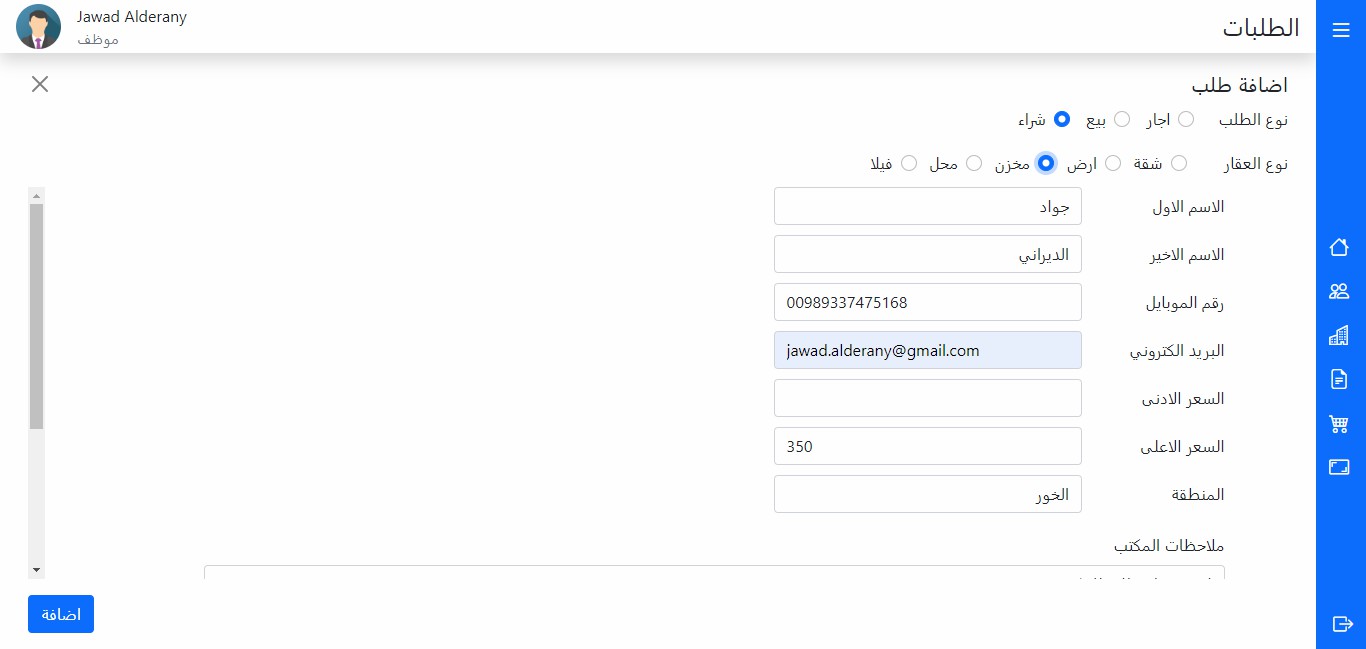 الطلبات
Jawad Alderany
موظف
اضافة طلب
نوع الطلب اجار بيع شراء
نوع العقار شقة ارض مخزن محل فيلا
الاسم الاول جواد
الاسم الاخير الديراني
رقم الموبايل 00989337475168
البريد الكتروني jawad.alderany@gmail.com
السعر الادنى
السعر الاعلى 350
المنطقة الخور
ملاحظات المكتب
اضافة